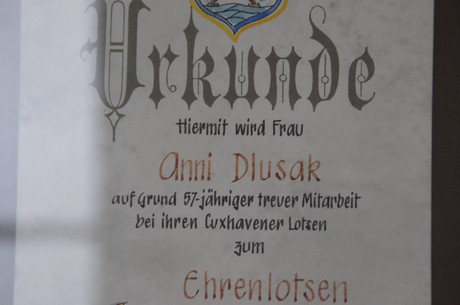 Urkunde
Hiermit wird Frau
Anni Dlusak
auf Grund 57-jähriger treuer Mitarbeit
bei ihren Cuxhavener Lotsen
zum
Ehrenlotsen